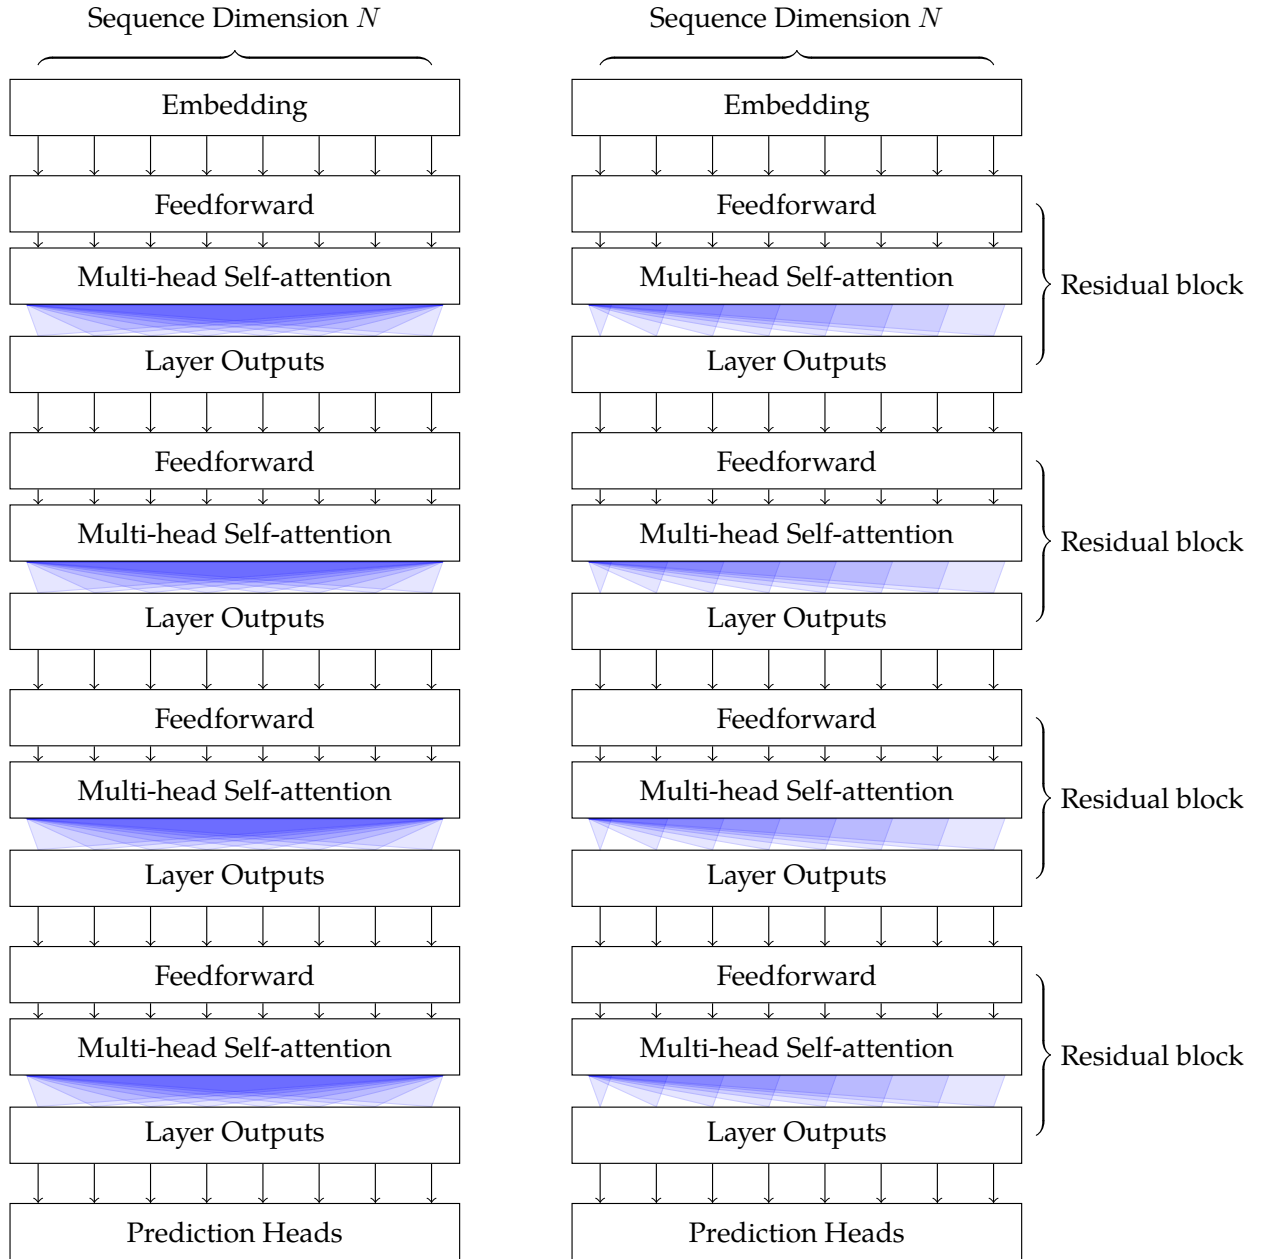 Sequence Dimension N
Embedding
Feedforward
Multi-head Self-attention
Layer Outputs
Feedforward
Multi-head Self-attention
Layer Outputs
Feedforward
Multi-head Self-attention
Layer Outputs
Feedforward
Multi-head Self-attention
Layer Outputs
Prediction Heads
Sequence Dimension N
Embedding
Feedforward
Multi-head Self-attention
Layer Outputs
Residual block
Feedforward
Multi-head Self-attention
Layer Outputs
Residual block
Feedforward
Multi-head Self-attention
Layer Outputs
Residual block
Feedforward
Multi-head Self-attention
Layer Outputs
Residual block
Prediction Heads